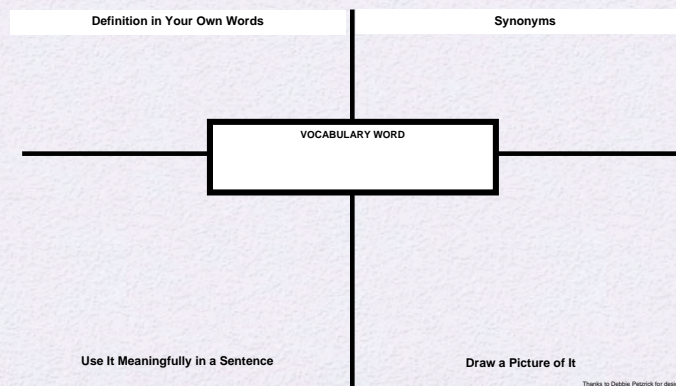 Definition in Your Own Words
Synonyms
VOCABULARY WORD
Use It Meaningfully in a Sentence
Draw a Picture of It
Thanks to Debbie Petzrick for